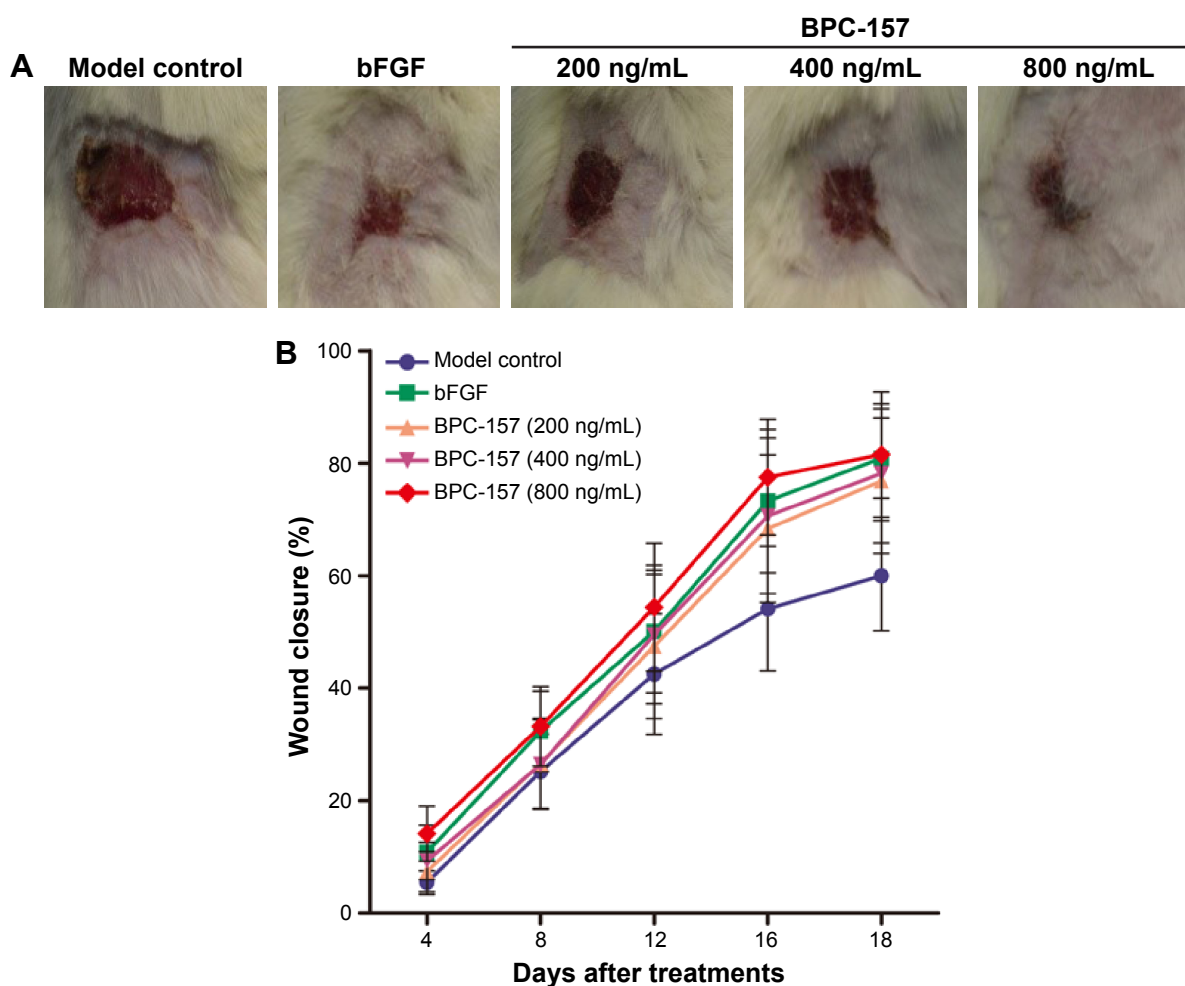 BPC-157
A Model control bFGF 200 ng/mL 400 ng/mL 800 ng/mL
B
100
80
60
40
20
0
Wound closure (%)
Model control
bFGF
BPC-157 (200 ng/mL)
BPC-157 (400 ng/mL)
BPC-157 (800 ng/mL)
4 8 12 16 18
Days after treatments